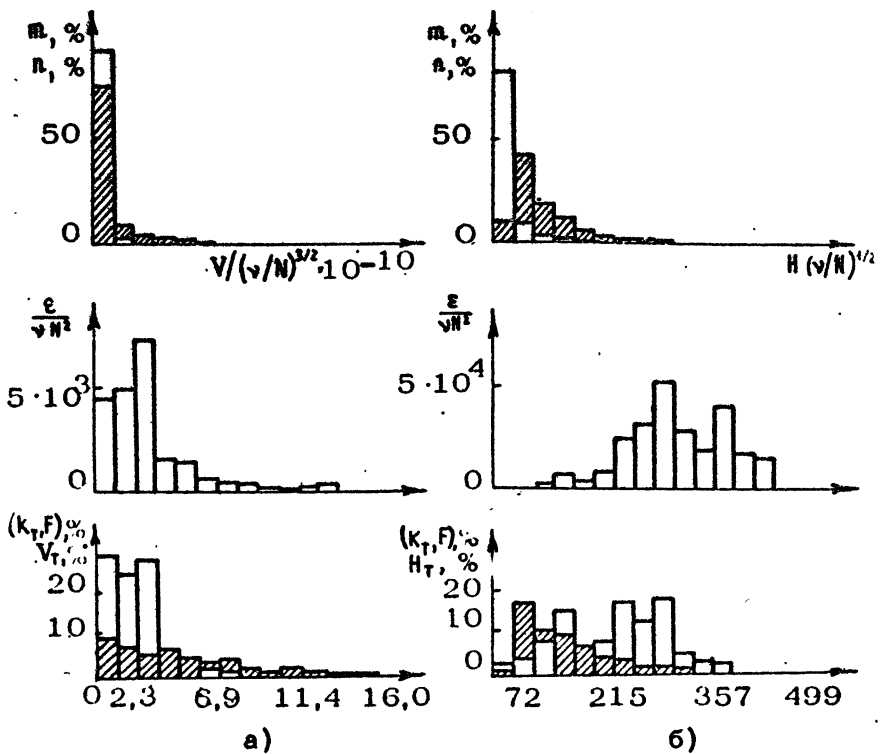 m, %
n, %
50
0
V/(ν/N)^3/2, 10-10
m, %
n, %
50
0
H (ν/N)^1/2
ε
νN²
5·10³
0
ε
νN²
5·10⁴
0
(K_T, F), %
V_T, %
20
10
0 2,3 6,9 11,4 16,0
а)
(K_T, F), %
H_T, %
20
10
0
72 215 357 499
б)